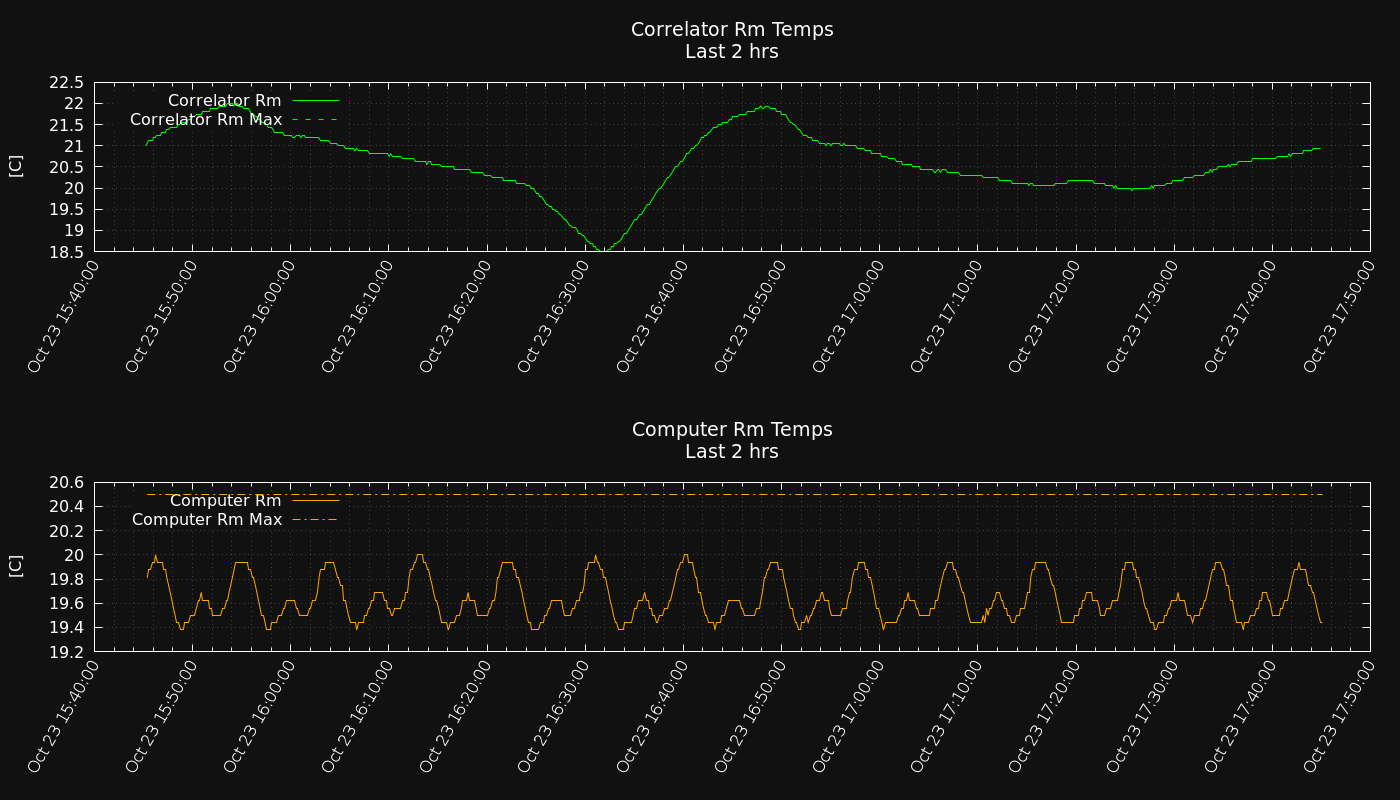 Correlator Rm Temps
Last 2 hrs
22.5
22
21.5
21
20.5
20
19.5
19
18.5
[C]
Correlator Rm
Correlator Rm Max
Oct 23 15:40:00
Oct 23 15:50:00
Oct 23 16:00:00
Oct 23 16:10:00
Oct 23 16:20:00
Oct 23 16:30:00
Oct 23 16:40:00
Oct 23 16:50:00
Oct 23 17:00:00
Oct 23 17:10:00
Oct 23 17:20:00
Oct 23 17:30:00
Oct 23 17:40:00
Oct 23 17:50:00
Computer Rm Temps
Last 2 hrs
20.6
20.4
20.2
20
19.8
19.6
19.4
19.2
[C]
Computer Rm
Computer Rm Max
Oct 23 15:40:00
Oct 23 15:50:00
Oct 23 16:00:00
Oct 23 16:10:00
Oct 23 16:20:00
Oct 23 16:30:00
Oct 23 16:40:00
Oct 23 16:50:00
Oct 23 17:00:00
Oct 23 17:10:00
Oct 23 17:20:00
Oct 23 17:30:00
Oct 23 17:40:00
Oct 23 17:50:00